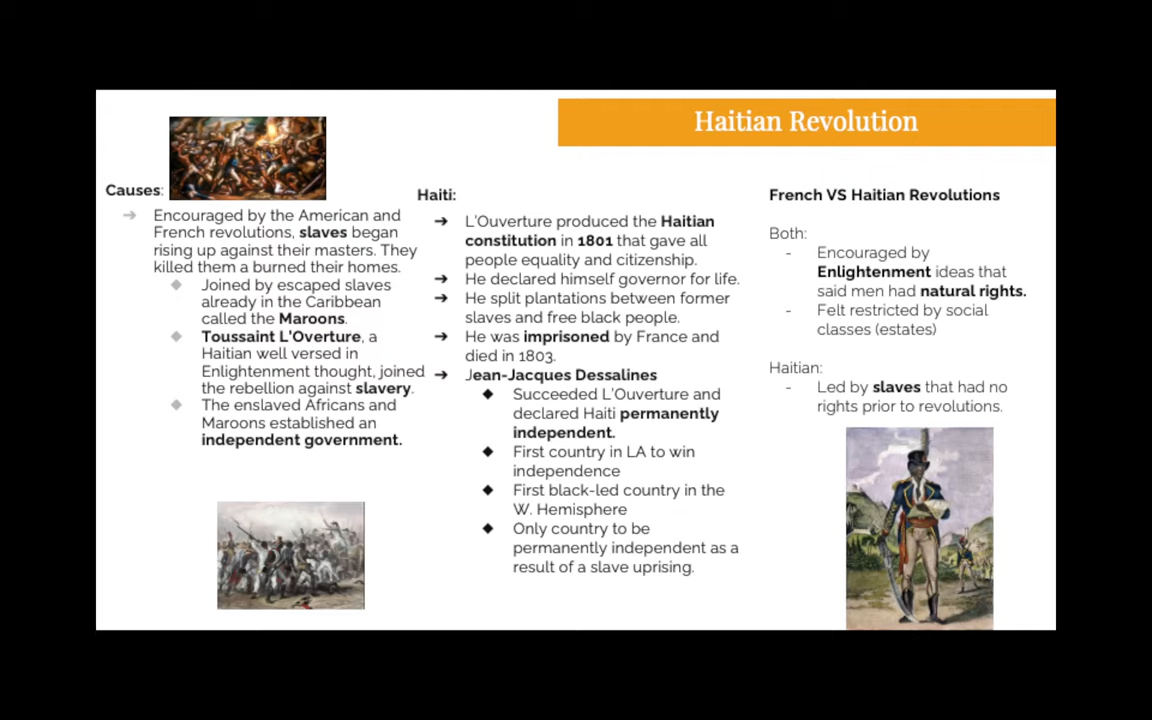 Haitian Revolution
Causes:
➔ Encouraged by the American and
French revolutions, slaves began
rising up against their masters. They
killed them a burned their homes.
◆ Joined by escaped slaves
already in the Caribbean
called the Maroons.
◆ Toussaint L'Overture, a
Haitian well versed in
Enlightenment thought, joined
the rebellion against slavery.
◆ The enslaved Africans and
Maroons established an
independent government.
Haiti:
➔ L'Ouverture produced the Haitian
constitution in 1801 that gave all
people equality and citizenship.
➔ He declared himself governor for life.
➔ He split plantations between former
slaves and free black people.
➔ He was imprisoned by France and
died in 1803.
➔ Jean-Jacques Dessalines
◆ Succeeded L'Ouverture and
declared Haiti permanently
independent.
◆ First country in LA to win
independence
◆ First black-led country in the
W. Hemisphere
◆ Only country to be
permanently independent as a
result of a slave uprising.
French VS Haitian Revolutions
Both:
- Encouraged by
Enlightenment ideas that
said men had natural rights.
- Felt restricted by social
classes (estates)
Haitian:
- Led by slaves that had no
rights prior to revolutions.